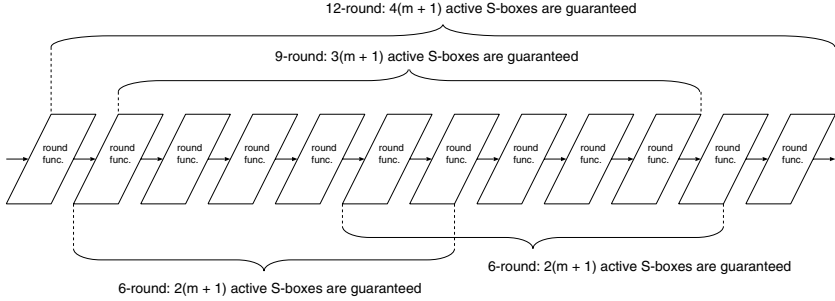 12-round: 4(m + 1) active S-boxes are guaranteed
9-round: 3(m + 1) active S-boxes are guaranteed
round func.
round func.
round func.
round func.
round func.
round func.
round func.
round func.
round func.
round func.
round func.
round func.
6-round: 2(m + 1) active S-boxes are guaranteed
6-round: 2(m + 1) active S-boxes are guaranteed